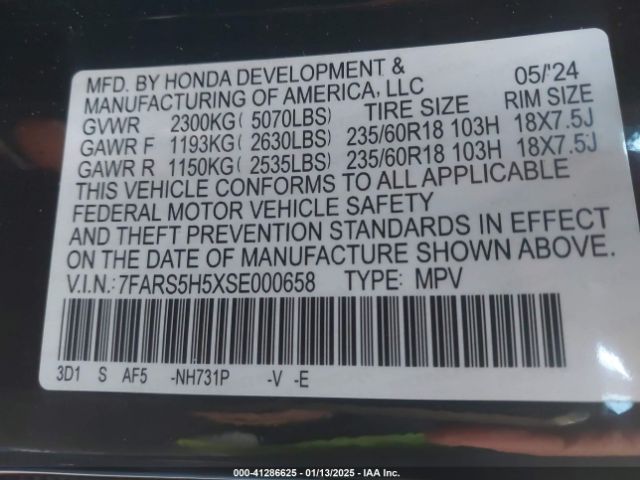 MFD. BY HONDA DEVELOPMENT & 05/'24
MANUFACTURING OF AMERICA, LLC
TIRE SIZE RIM SIZE
GVWR 2300KG( 5070LBS)
GAWR F 1193KG( 2630LBS) 235/60R18 103H 18X7.5J
GAWR R 1150KG( 2535LBS) 235/60R18 103H 18X7.5J
THIS VEHICLE CONFORMS TO ALL APPLICABLE
FEDERAL MOTOR VEHICLE SAFETY
AND THEFT PREVENTION STANDARDS IN EFFECT
ON THE DATE OF MANUFACTURE SHOWN ABOVE.
V.I.N.: 7FARS5H5XSE000658 TYPE: MPV
3D1 S AF5 -NH731P -V -E
000-41286625 - 01/13/2025 - IAA Inc.